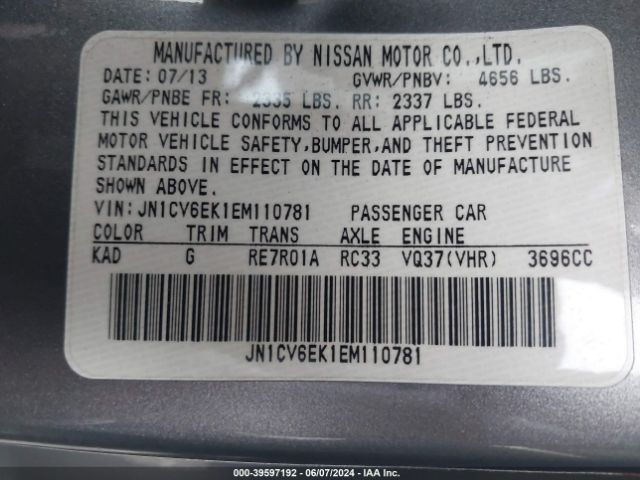 MANUFACTURED BY NISSAN MOTOR CO.,LTD.
DATE: 07/13 GVWR/PNBV: 4656 LBS.
GAWR/PNBE FR: 2335 LBS. RR: 2337 LBS.
THIS VEHICLE CONFORMS TO ALL APPLICABLE FEDERAL
MOTOR VEHICLE SAFETY,BUMPER,AND THEFT PREVENTION
STANDARDS IN EFFECT ON THE DATE OF MANUFACTURE
SHOWN ABOVE.
VIN:JN1CV6EK1EM110781 PASSENGER CAR
COLOR TRIM TRANS AXLE ENGINE
KAD G RE7R01A RC33 VQ37(VHR) 3696CC
JN1CV6EK1EM110781
000-39597192 - 06/07/2024 - IAA Inc.